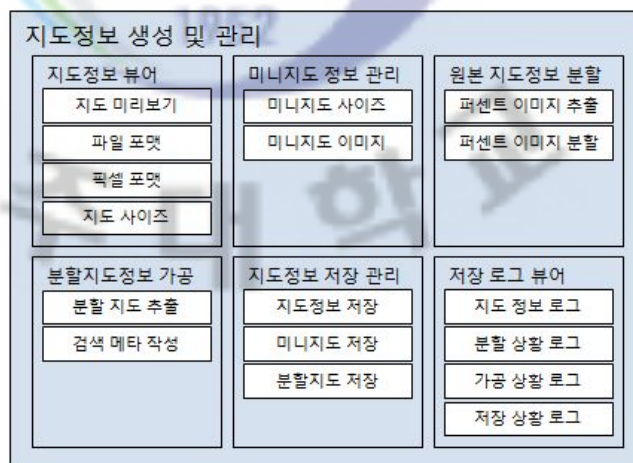 1952
지도정보 생성 및 관리
지도정보 뷰어
지도 미리보기
파일 포맷
픽셀 포맷
지도 사이즈
미니지도 정보 관리
미니지도 사이즈
미니지도 이미지
원본 지도정보 분할
퍼센트 이미지 추출
퍼센트 이미지 분할
분할지도정보 가공
분할 지도 추출
검색 메타 작성
지도정보 저장 관리
지도정보 저장
미니지도 저장
분할지도 저장
저장 로그 뷰어
지도 정보 로그
분할 상황 로그
가공 상황 로그
저장 상황 로그
대학교